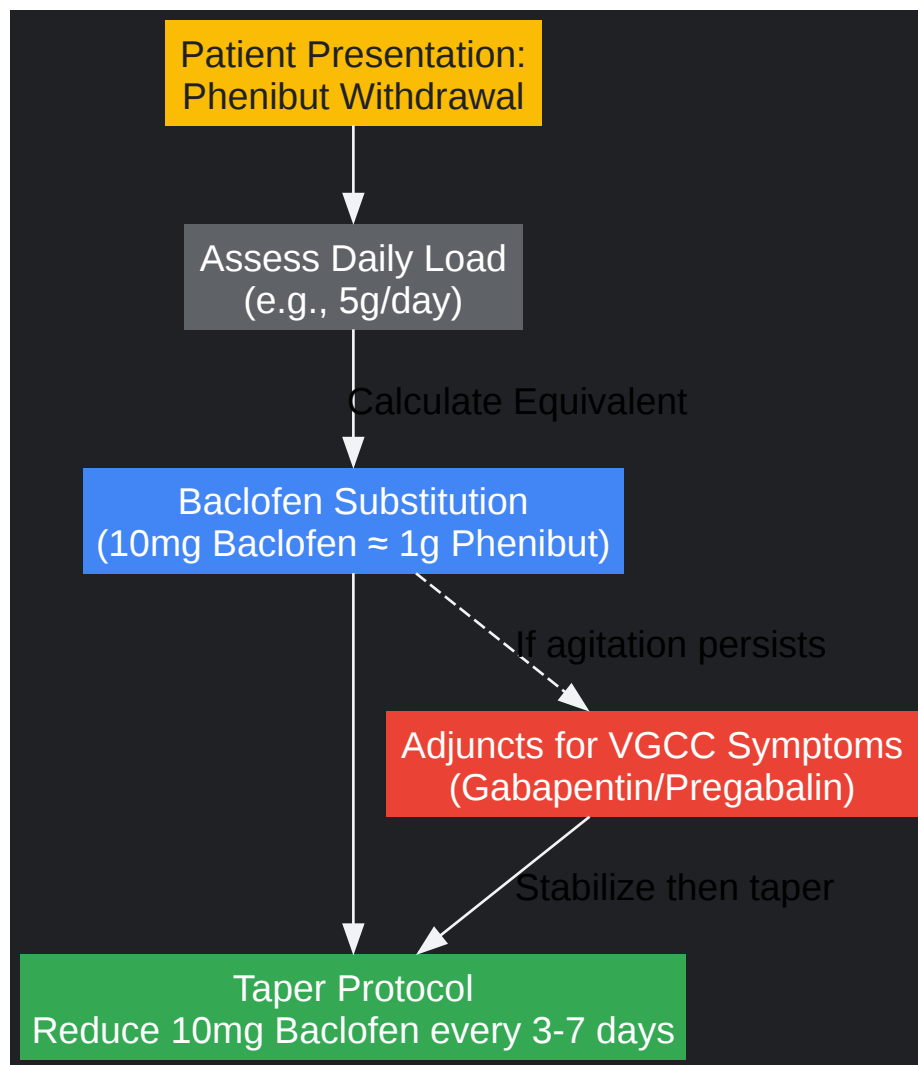 Patient Presentation:
Phenibut Withdrawal
Assess Daily Load
(e.g., 5g/day)
Calculate Equivalent
Baclofen Substitution
(10mg Baclofen ≈ 1g Phenibut)
If agitation persists
Adjuncts for VGCC Symptoms
(Gabapentin/Pregabalin)
Stabilize then taper
Taper Protocol
Reduce 10mg Baclofen every 3-7 days